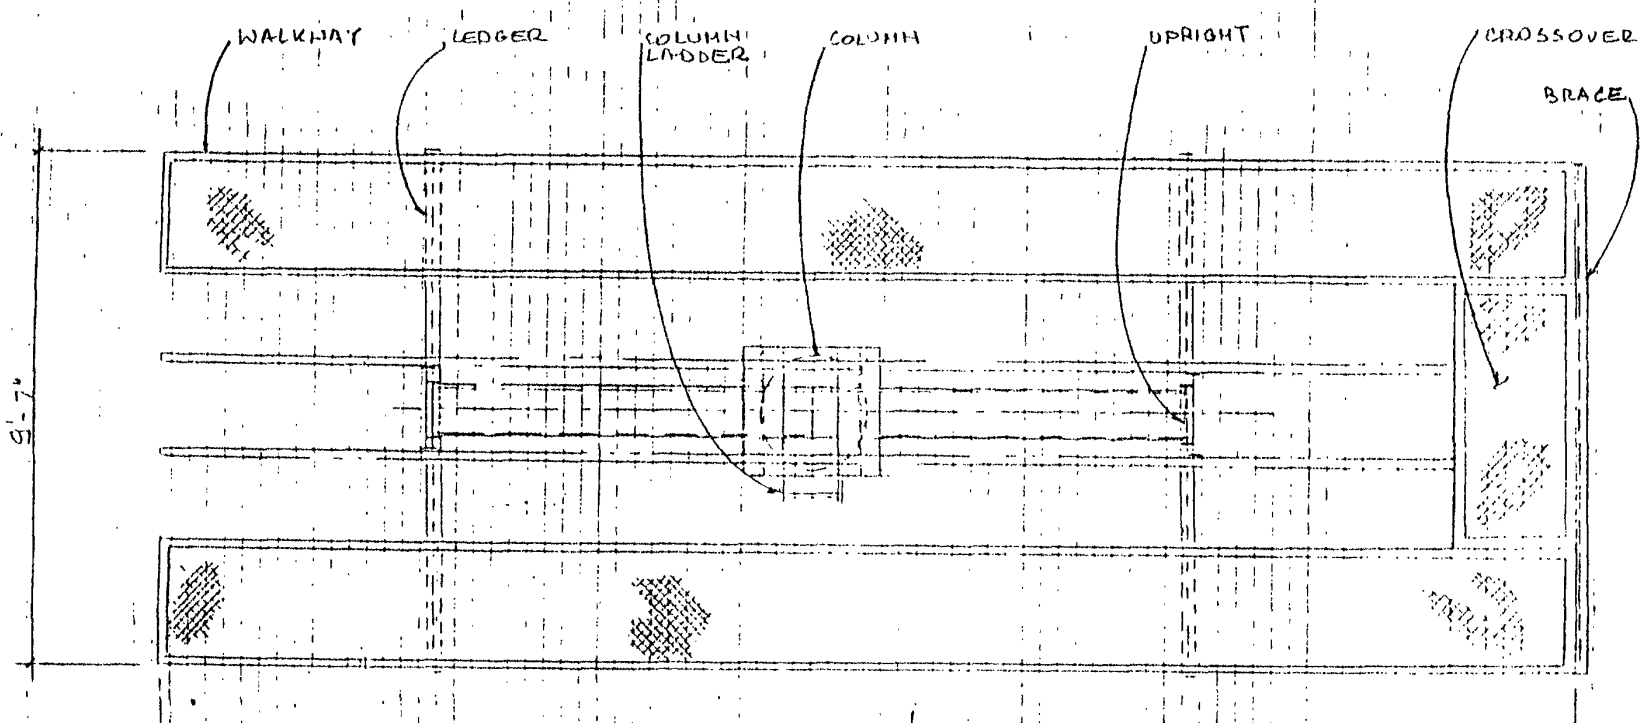 WALKWAY
LEDGER
COLUMN
LADDER
COLUMN
UPRIGHT
CROSSOVER
BRACE
9'-7"